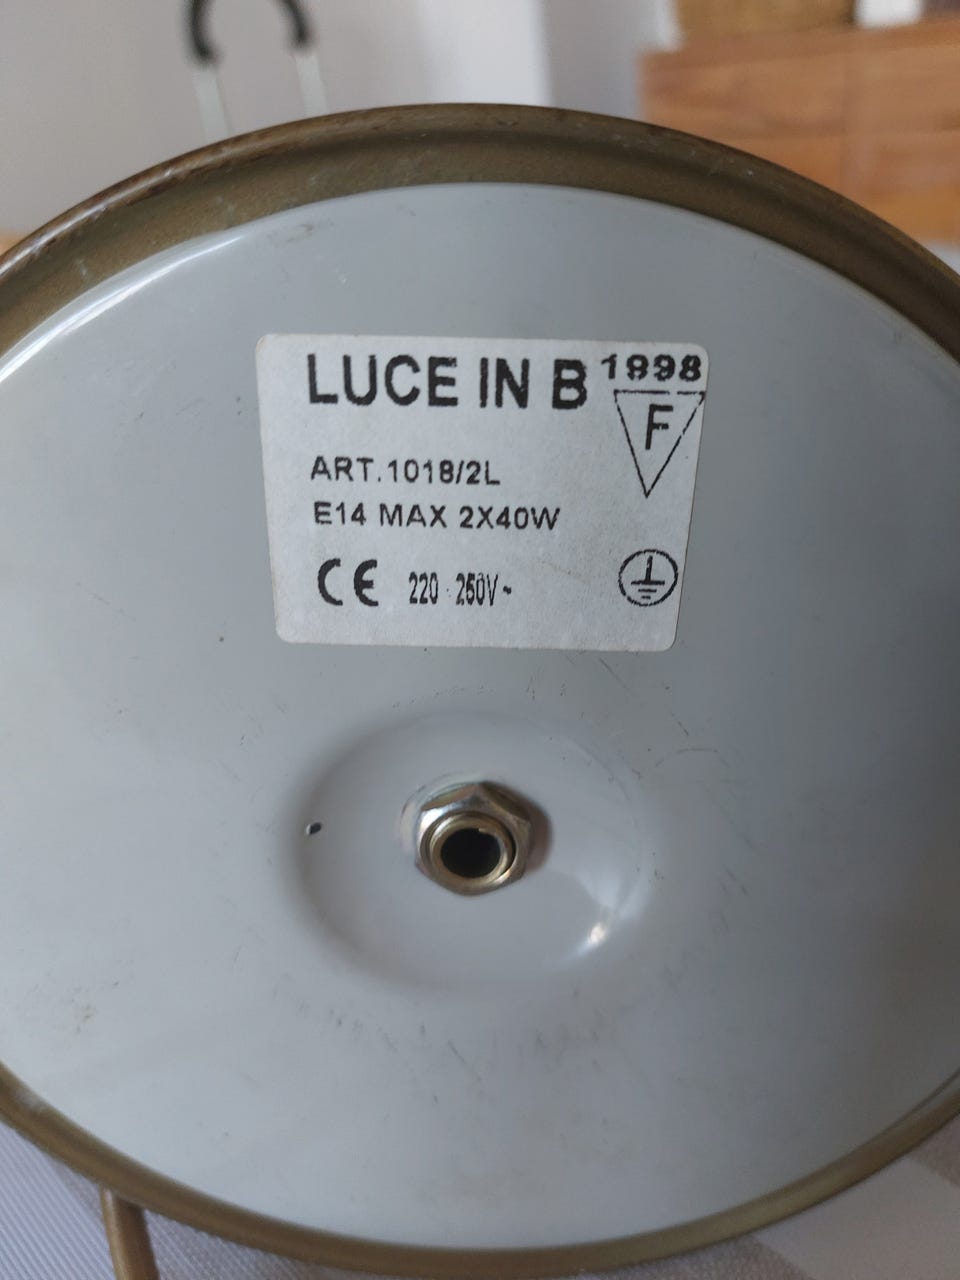 LUCE IN B 1998
F
ART.1018/2L
E14 MAX 2X40W
CE 220-250V~